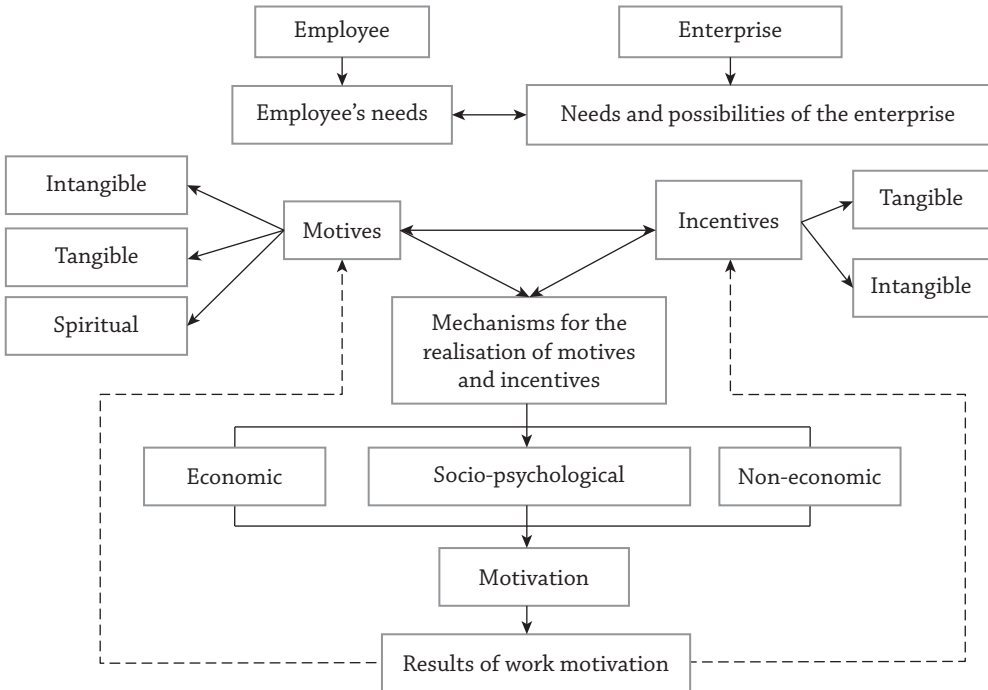 Employee
Enterprise
Employee’s needs
Needs and possibilities of the enterprise
Intangible
Tangible
Spiritual
Motives
Incentives
Tangible
Intangible
Mechanisms for the
realisation of motives
and incentives
Economic
Socio-psychological
Non-economic
Motivation
Results of work motivation